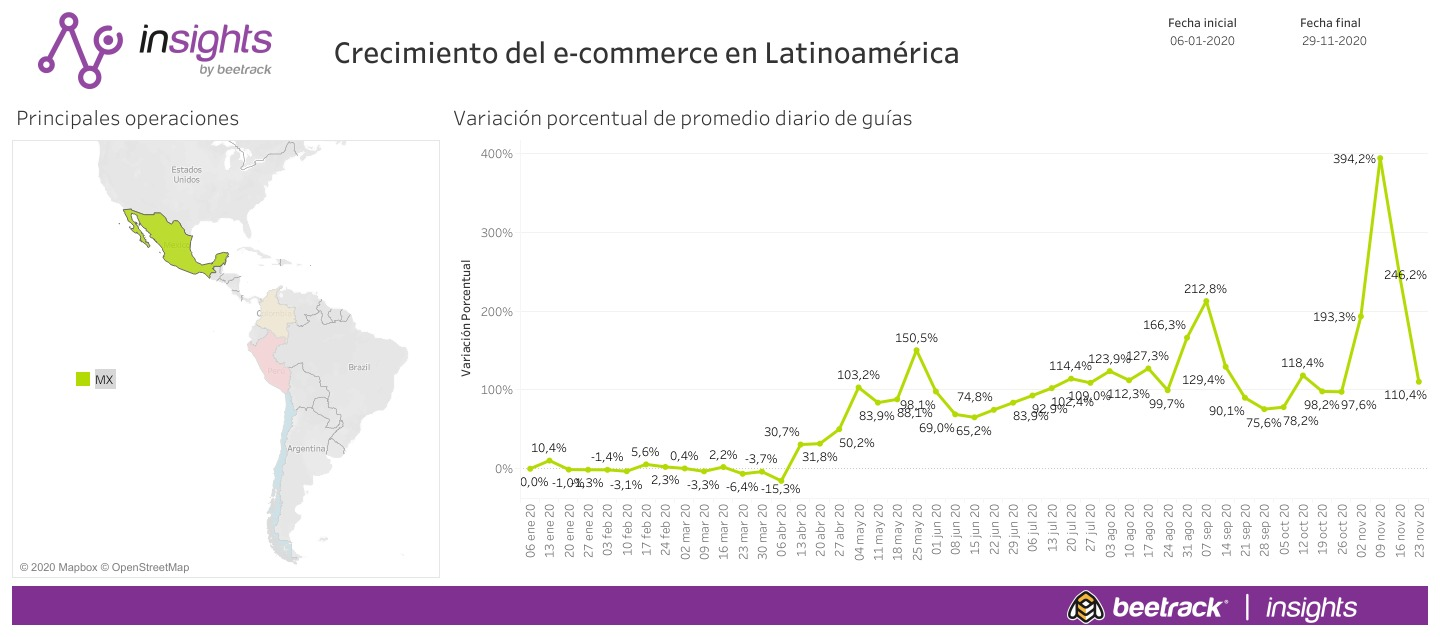 insights
by beetrack
Crecimiento del e-commerce en Latinoamérica
Fecha inicial
06-01-2020
Fecha final
29-11-2020
Principales operaciones
Estados
Unidos
México
Perú
Brazil
Argentina
MX
© 2020 Mapbox © OpenStreetMap
Variación porcentual de promedio diario de guías
Variación Porcentual
400%
300%
200%
100%
0%
0,0%
10,4%
-1,0%
-1,3%
-1,4%
-3,1%
5,6%
2,3%
0,4%
-3,3%
2,2%
-6,4%
-3,7%
-15,3%
30,7%
31,8%
50,2%
103,2%
83,9%
88,1%
150,5%
98,1%
69,0%
65,2%
74,8%
83,9%
92,9%
102,4%
114,4%
109,0%
123,9%
112,3%
127,3%
99,7%
166,3%
212,8%
129,4%
90,1%
75,6%
78,2%
118,4%
98,2%
97,6%
193,3%
394,2%
246,2%
110,4%
06 ene 20
13 ene 20
20 ene 20
27 ene 20
03 feb 20
10 feb 20
17 feb 20
24 feb 20
02 mar 20
09 mar 20
16 mar 20
23 mar 20
30 mar 20
06 abr 20
13 abr 20
20 abr 20
27 abr 20
04 may 20
11 may 20
18 may 20
25 may 20
01 jun 20
08 jun 20
15 jun 20
22 jun 20
29 jun 20
06 jul 20
13 jul 20
20 jul 20
27 jul 20
03 ago 20
10 ago 20
17 ago 20
24 ago 20
31 ago 20
07 sep 20
14 sep 20
21 sep 20
28 sep 20
05 oct 20
12 oct 20
19 oct 20
26 oct 20
02 nov 20
09 nov 20
16 nov 20
23 nov 20
beetrack | insights